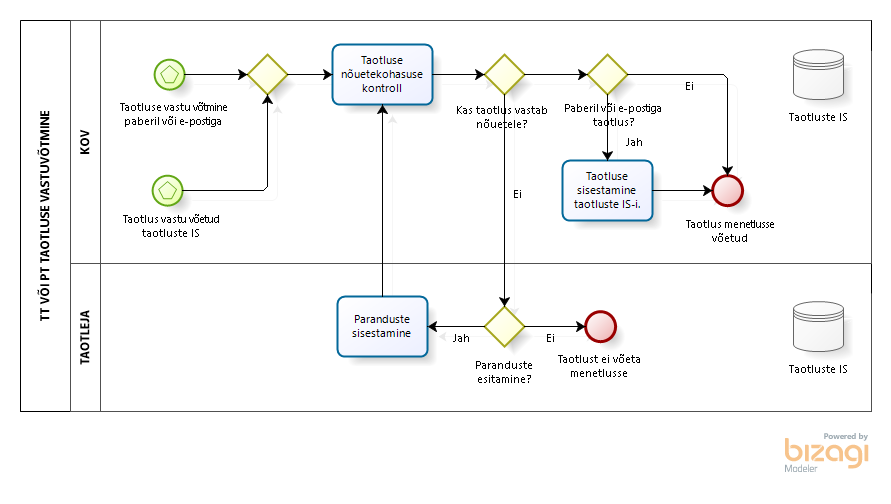 TT VÕI PT TAOTLUSE VASTUVÕTMINE
KOV
Taotluse vastu võtmine
paberil või e-postiga
Taotlus vastu võetud
taotluste IS
Taotluse
nõuetekohasuse
kontroll
Kas taotlus vastab
nõuetele?
Ei
Paberil või e-postiga
taotlus?
Ei
Jah
Taotluse
sisestamine
taotluste IS-i.
Taotlus menetlusse
võetud
Taotluste IS
TAOTLEJA
Paranduste
sisestamine
Jah
Paranduste
esitamine?
Ei
Taotlust ei võeta
menetlusse
Taotluste IS
Powered by
bizagi
Modeler